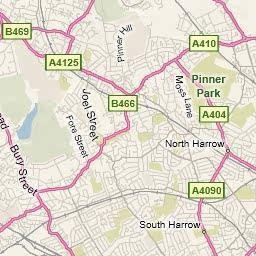 B469
Pinner Hill
A410
A4125
Pinner
Park
Moss Lane
Joel Street
B466
Fore Street
A404
North Harrow
Bury Street
A4090
South Harrow